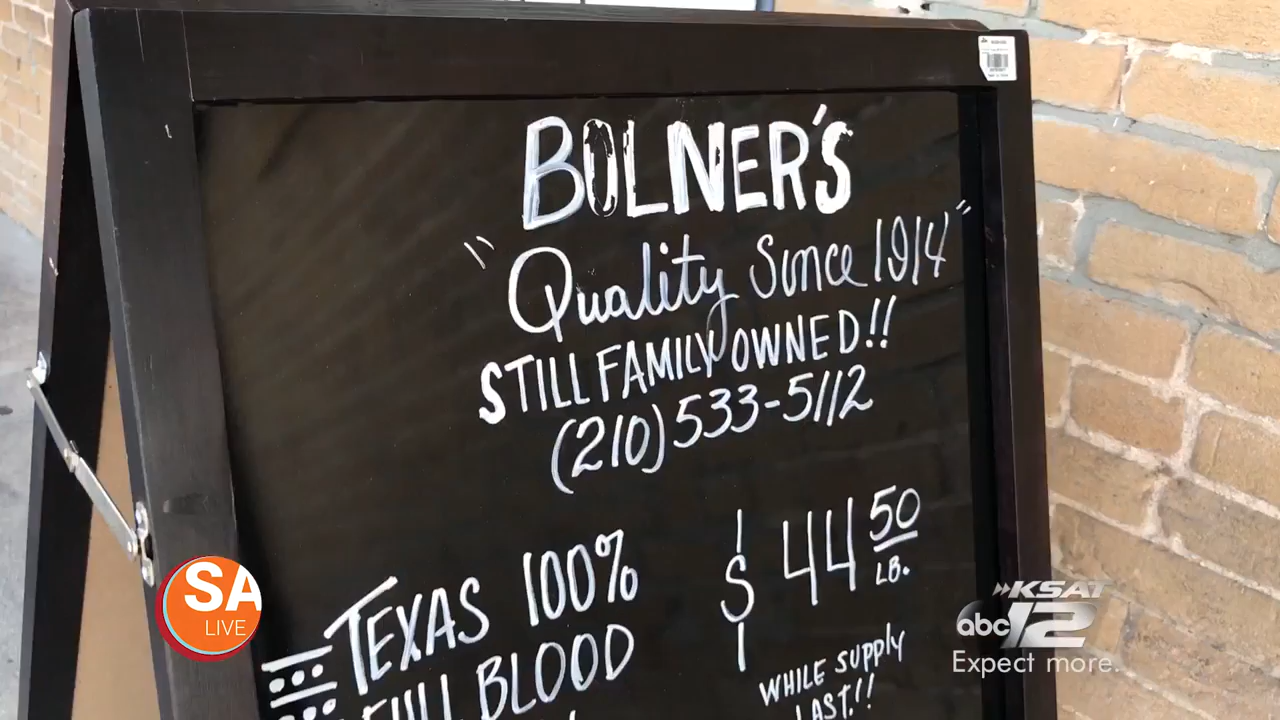 BOLNER'S
"Quality Since 1914"
STILL FAMILY OWNED!!
(210) 533-5112
TEXAS 100%
FULL BLOOD
$44 50
LB.
WHILE SUPPLY
LAST!!
SA
LIVE
KSAT
abc 12
Expect more.